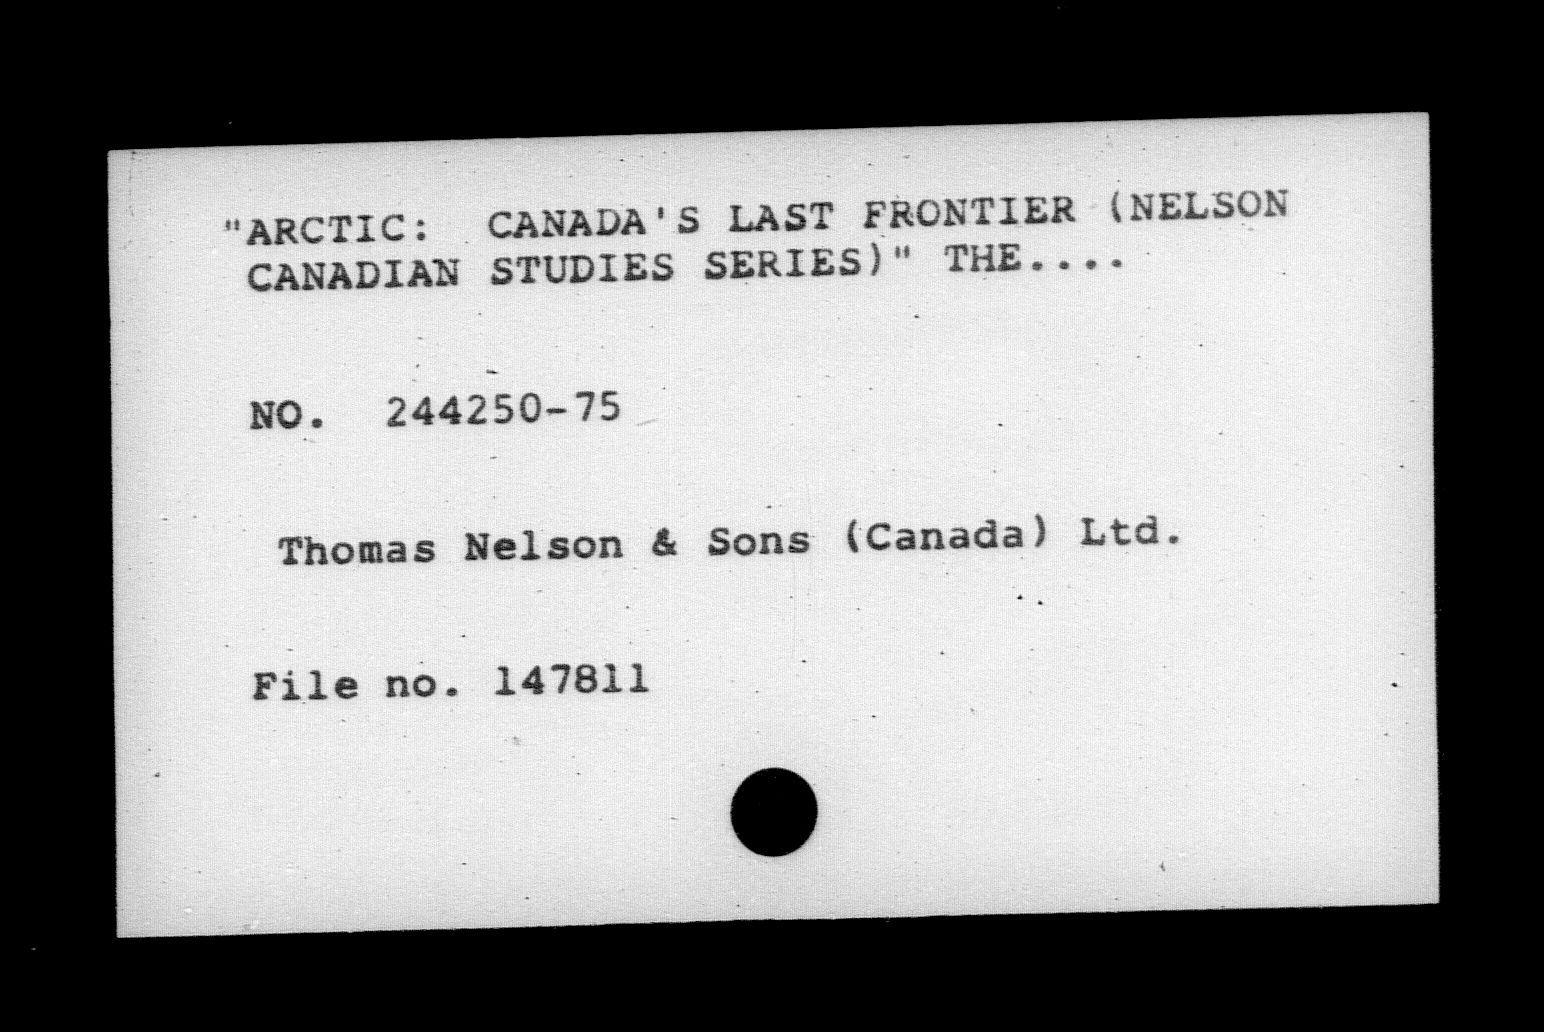 "ARCTIC: CANADA'S LAST FRONTIER (NELSON
CANADIAN STUDIES SERIES)" THE....
NO. 244250-75
Thomas Nelson & Sons (Canada) Ltd.
File no. 147811